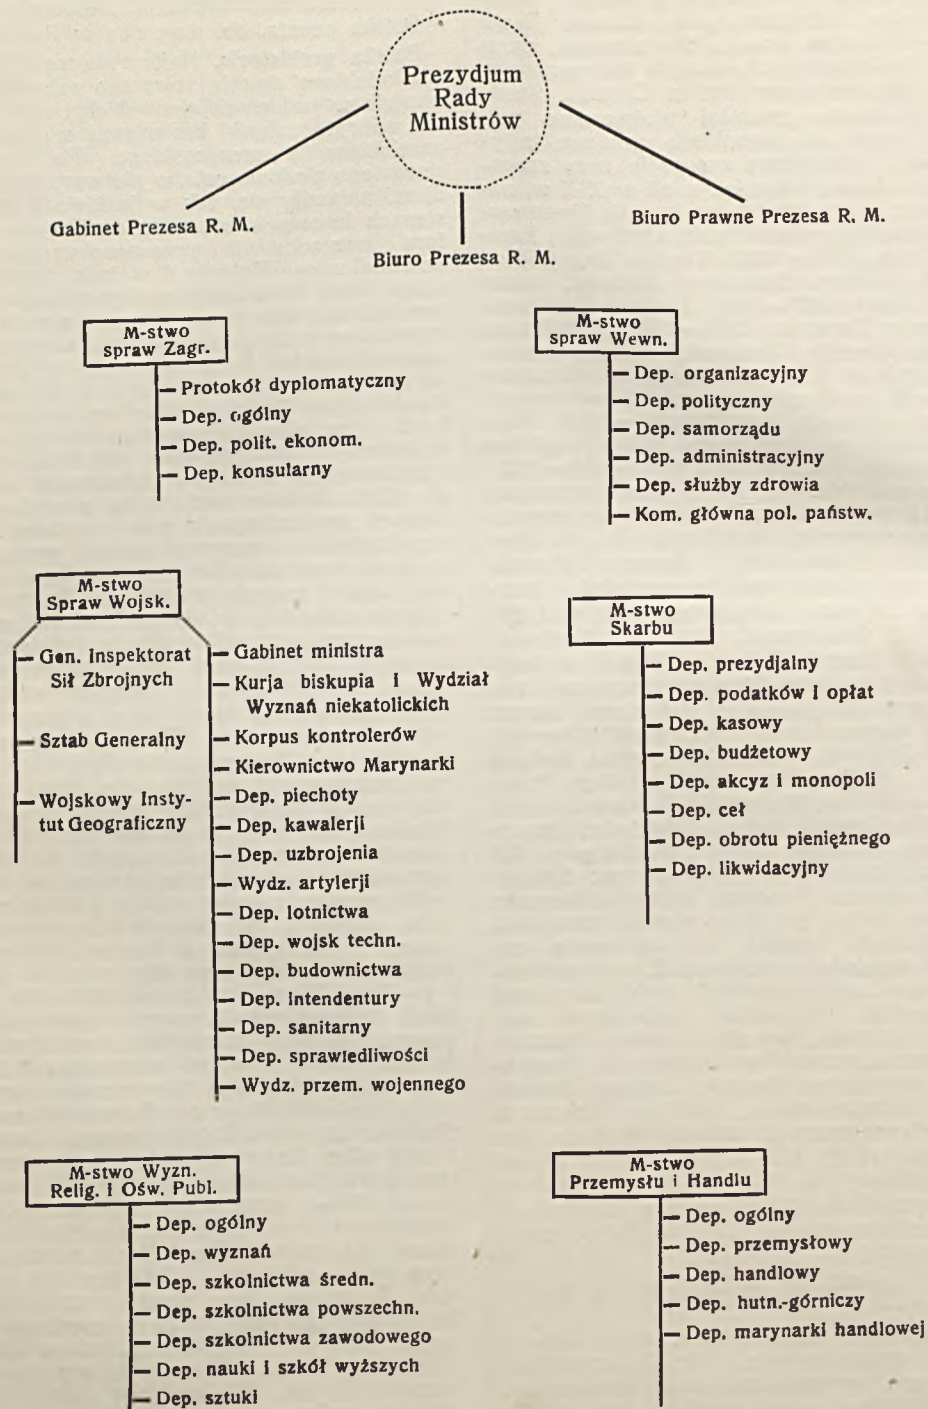 Prezydjum
Rady
Ministrów
Gabinet Prezesa R. M.
Biuro Prezesa R. M.
Biuro Prawne Prezesa R. M.
M-stwo
spraw Zagr.
Protokół dyplomatyczny
Dep. ogólny
Dep. polit. ekonom.
Dep. konsularny
M-stwo
spraw Wewn.
Dep. organizacyjny
Dep. polityczny
Dep. samorządu
Dep. administracyjny
Dep. służby zdrowia
Kom. główna pol. państw.
M-stwo
Spraw Wojsk.
Gen. Inspektorat
Sił Zbrojnych
Sztab Generalny
Wojskowy Insty-
tut Geograficzny
Gabinet ministra
Kurja biskupia i Wydział
Wyznań niekatolickich
Korpus kontrolerów
Kierownictwo Marynarki
Dep. piechoty
Dep. kawalerji
Dep. uzbrojenia
Wydz. artylerji
Dep. lotnictwa
Dep. wojsk techn.
Dep. budownictwa
Dep. intendentury
Dep. sanitarny
Dep. sprawiedliwości
Wydz. przem. wojennego
M-stwo
Skarbu
Dep. prezydjalny
Dep. podatków i opłat
Dep. kasowy
Dep. budżetowy
Dep. akcyz i monopoli
Dep. ceł
Dep. obrotu pieniężnego
Dep. likwidacyjny
M-stwo Wyzn.
Relig. i Ośw. Publ.
Dep. ogólny
Dep. wyznań
Dep. szkolnictwa średn.
Dep. szkolnictwa powszechn.
Dep. szkolnictwa zawodowego
Dep. nauki i szkół wyższych
Dep. sztuki
M-stwo
Przemysłu i Handlu
Dep. ogólny
Dep. przemysłowy
Dep. handlowy
Dep. hutn.-górniczy
Dep. marynarki handlowej